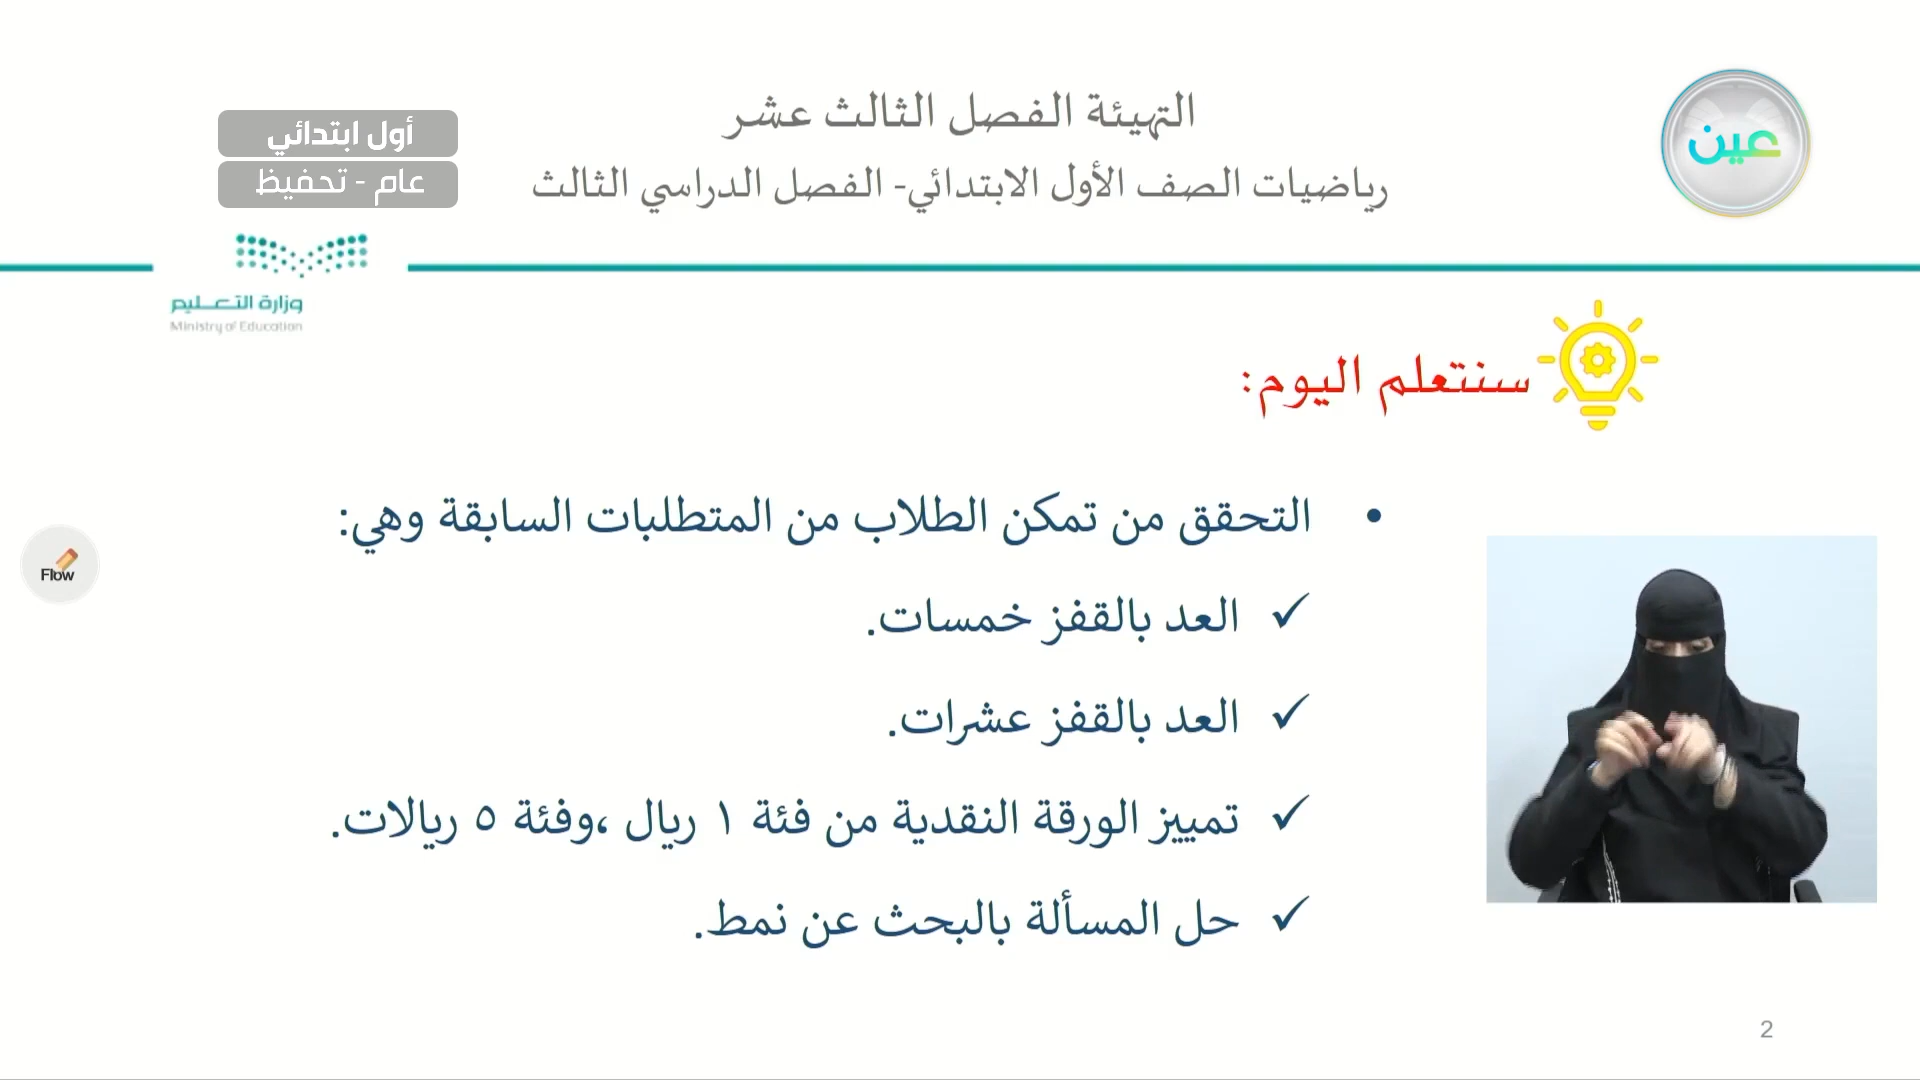 التهيئة الفصل الثالث عشر
رياضيات الصف الأول الابتدائي- الفصل الدراسي الثالث
أول ابتدائي
عام - تحفيظ
عين
وزارة التعليم
Ministry of Education
سنتعلم اليوم:
• التحقق من تمكن الطلاب من المتطلبات السابقة وهي:
✓ العد بالقفز خمسات.
✓ العد بالقفز عشرات.
✓ تمييز الورقة النقدية من فئة ١ ريال ،وفئة ٥ ريالات.
✓ حل المسألة بالبحث عن نمط.
Flow
2